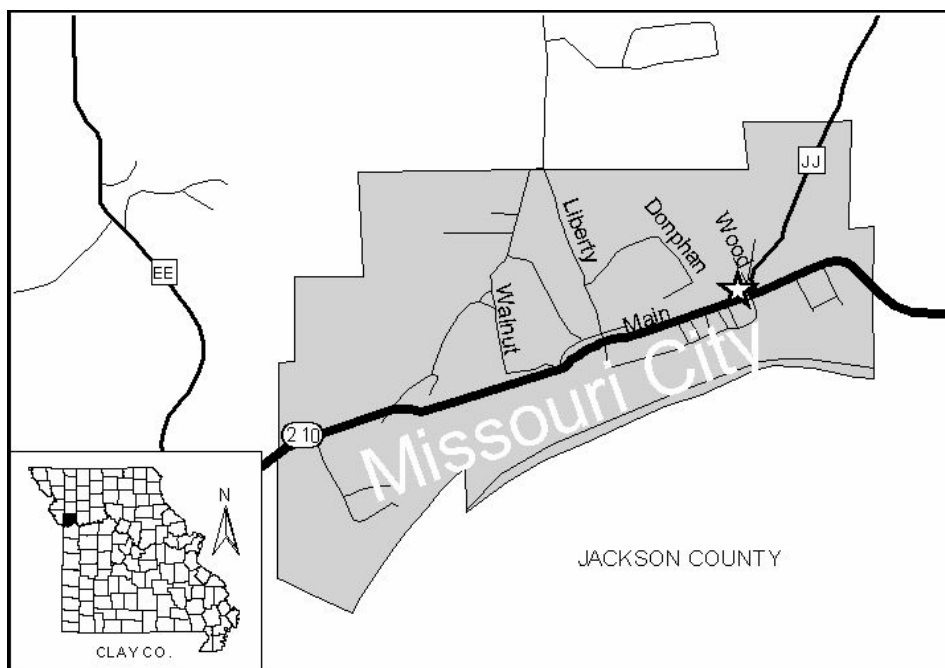 JJ
Liberty
Donphan
Wood
EE
Walnut
Main
Missouri City
210
N
JACKSON COUNTY
CLAY CO.